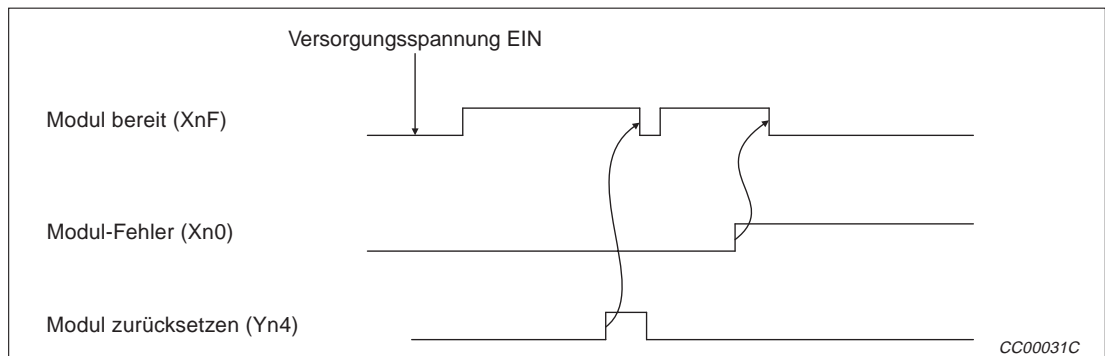 Versorgungsspannung EIN
Modul bereit (XnF)
Modul-Fehler (Xn0)
Modul zurücksetzen (Yn4)
CC00031C